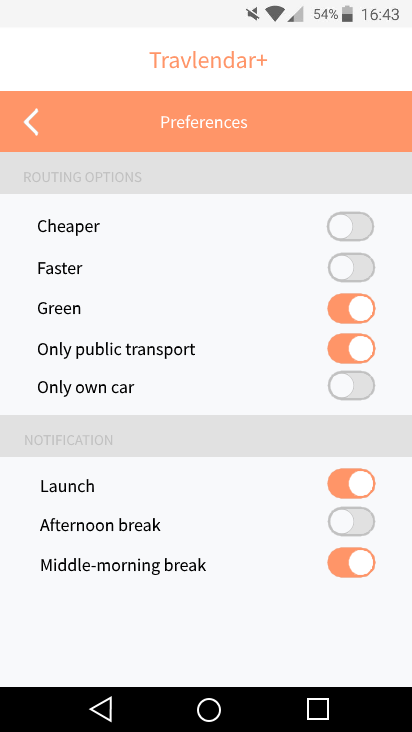 54% 16:43
Travlendar+
Preferences
ROUTING OPTIONS
Cheaper
Faster
Green
Only public transport
Only own car
NOTIFICATION
Launch
Afternoon break
Middle-morning break